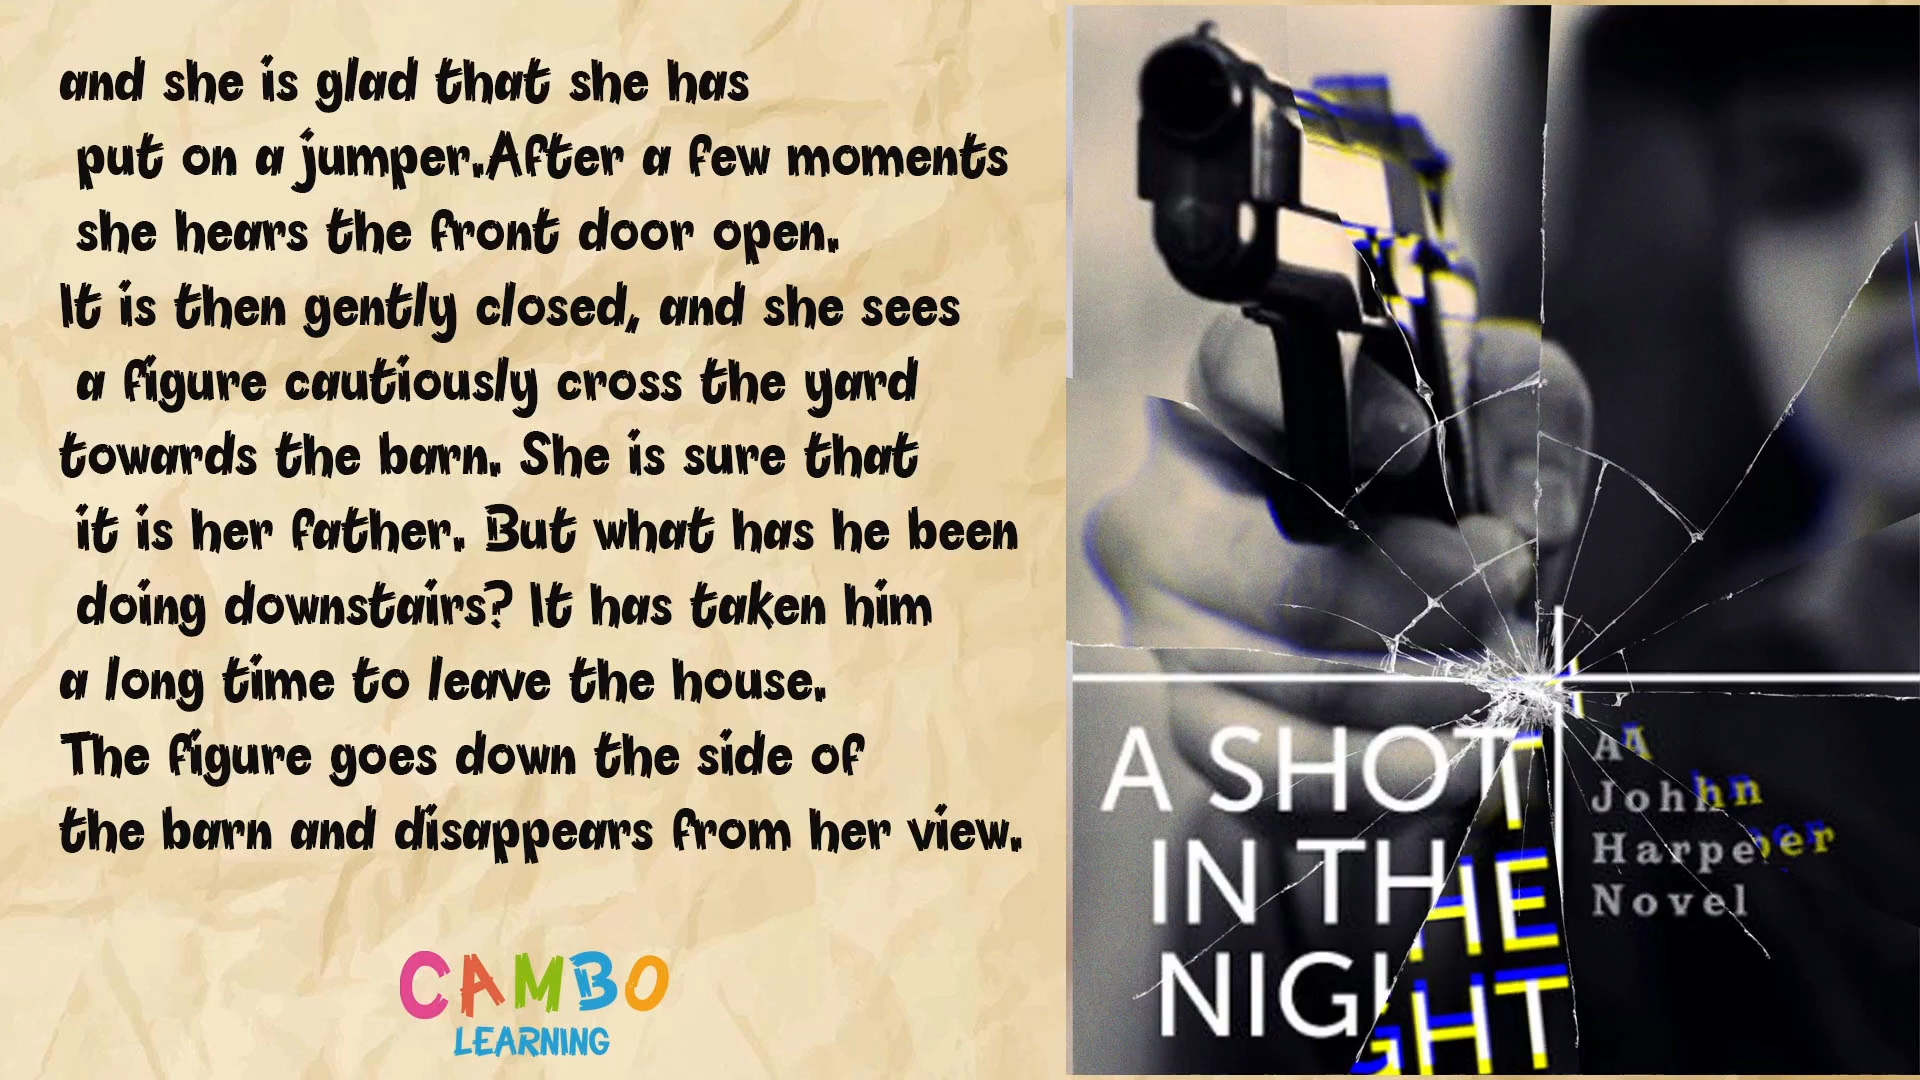 and she is glad that she has
put on a jumper.After a few moments
she hears the front door open.
It is then gently closed, and she sees
a figure cautiously cross the yard
towards the barn. She is sure that
it is her father. But what has he been
doing downstairs? It has taken him
a long time to leave the house.
The figure goes down the side of
the barn and disappears from her view.
CAMBO
LEARNING
A SHOT
IN THE
NIGHT
A
John
Harper
Novel